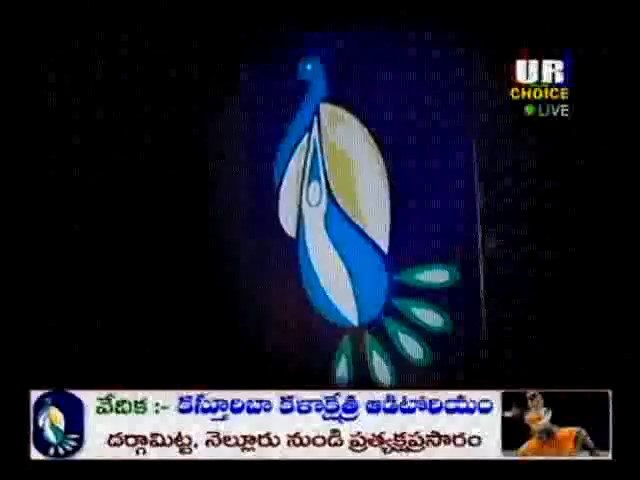 UR
CHOICE
LIVE
వేదిక :- కస్తూరిబా కళాక్షేత్ర ఆడిటోరియం
దర్గామిట్ట, నెల్లూరు నుండి ప్రత్యక్షప్రసారం